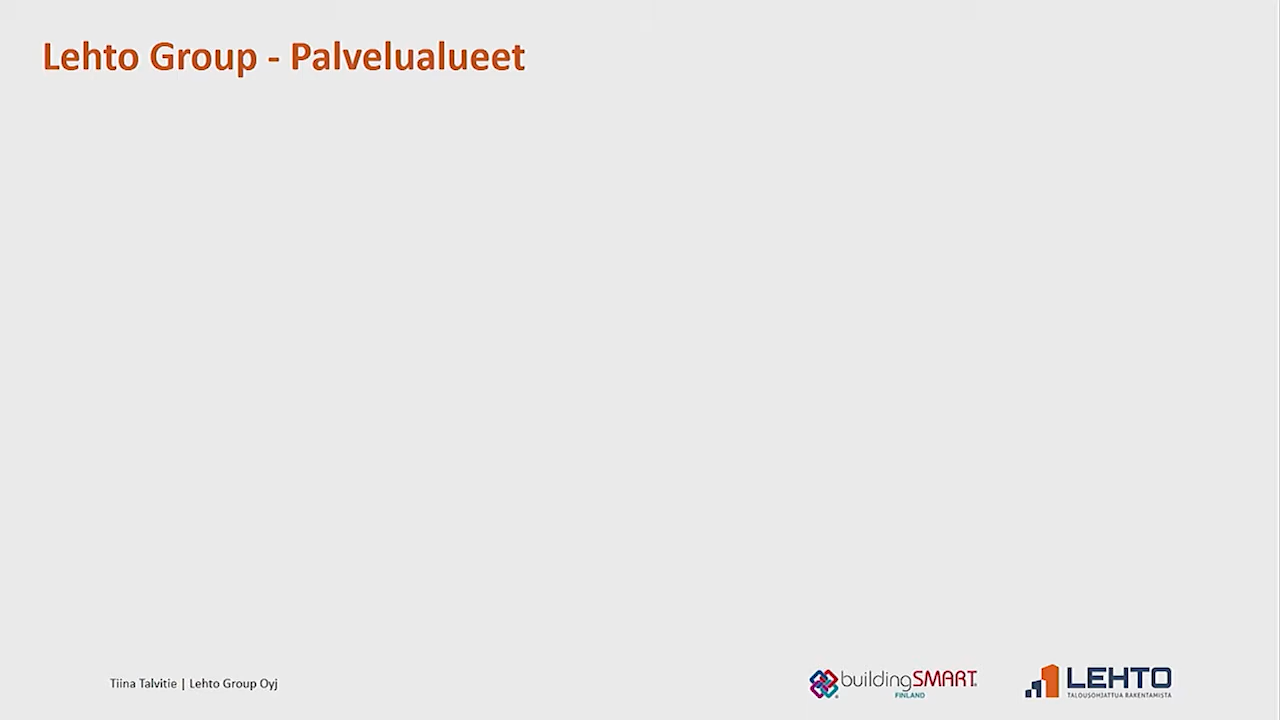 Lehto Group - Palvelualueet
Tiina Talvitie | Lehto Group Oyj
buildingSMART
FINLAND
LEHTO
TALOUSOHJATTUA RAKENTAMISTA